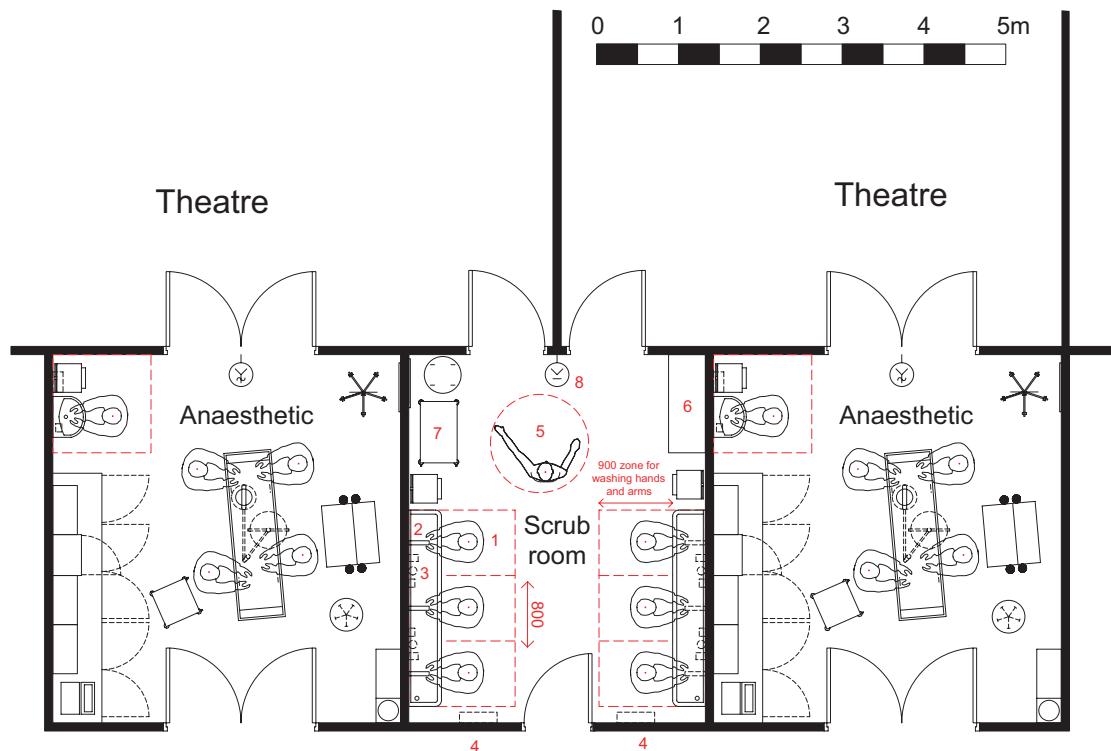 0 1 2 3 4 5m
Theatre
Theatre
8
Anaesthetic
5
6
Anaesthetic
7
900 zone for
washing hands
and arms
2
1
Scrub
room
3
800
4
4